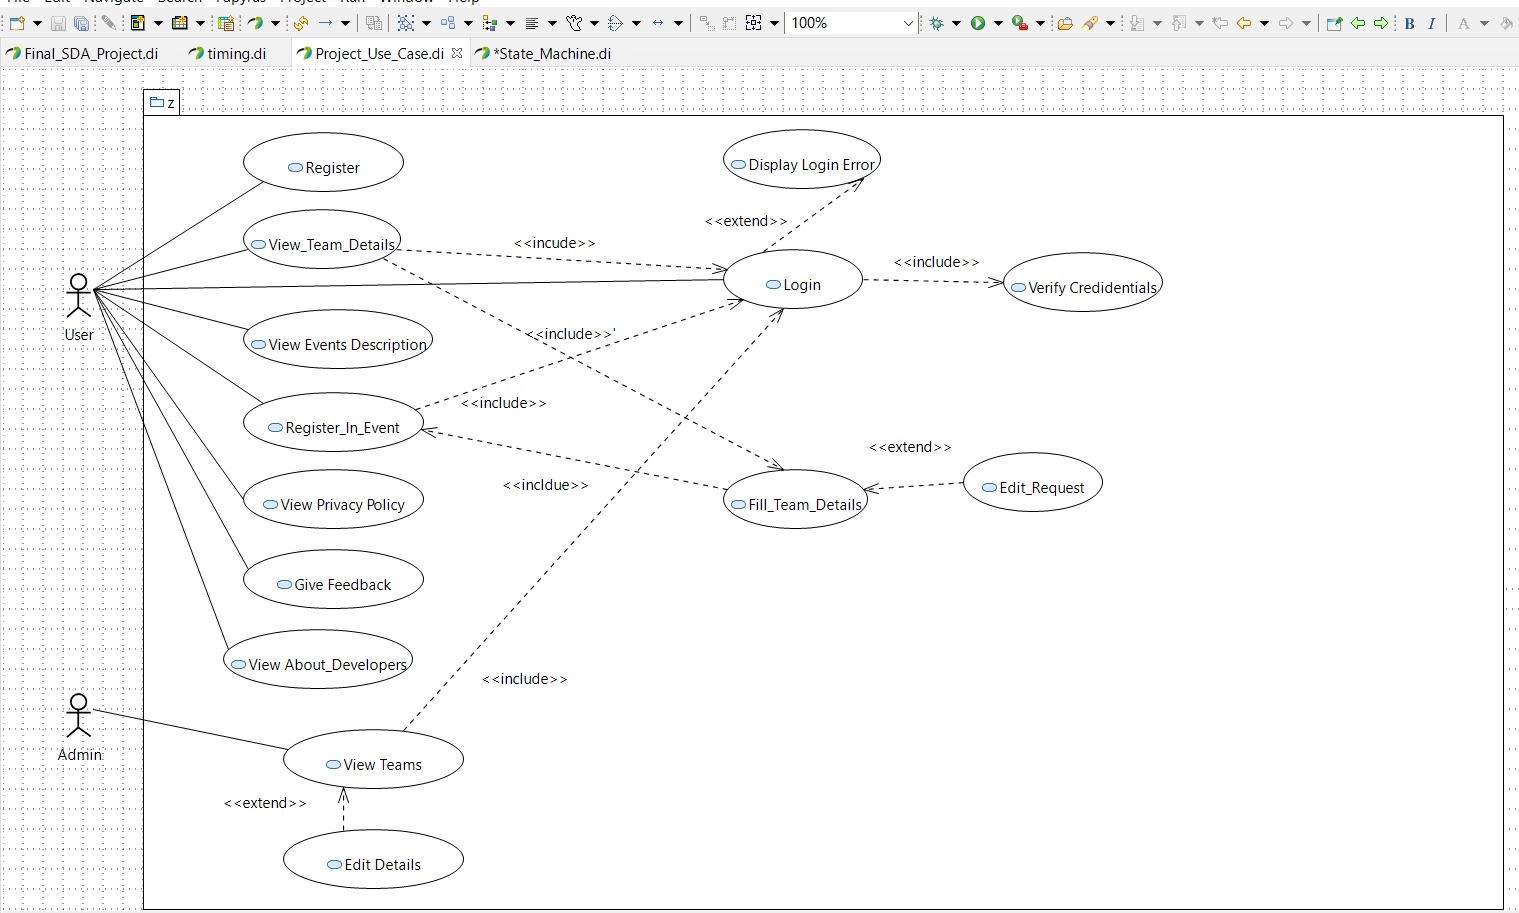 100%
B I A
Final_SDA_Project.di timing.di Project_Use_Case.di *State_Machine.di
z
Register
Display Login Error
<<extend>>
View_Team_Details
<<incude>>
<<include>>
Login
Verify Credidentials
User
<<include>>'
View Events Description
<<include>>
Register_In_Event
<<extend>>
<<incldue>>
Edit_Request
View Privacy Policy
Fill_Team_Details
Give Feedback
View About_Developers
<<include>>
Admin
View Teams
<<extend>>
Edit Details